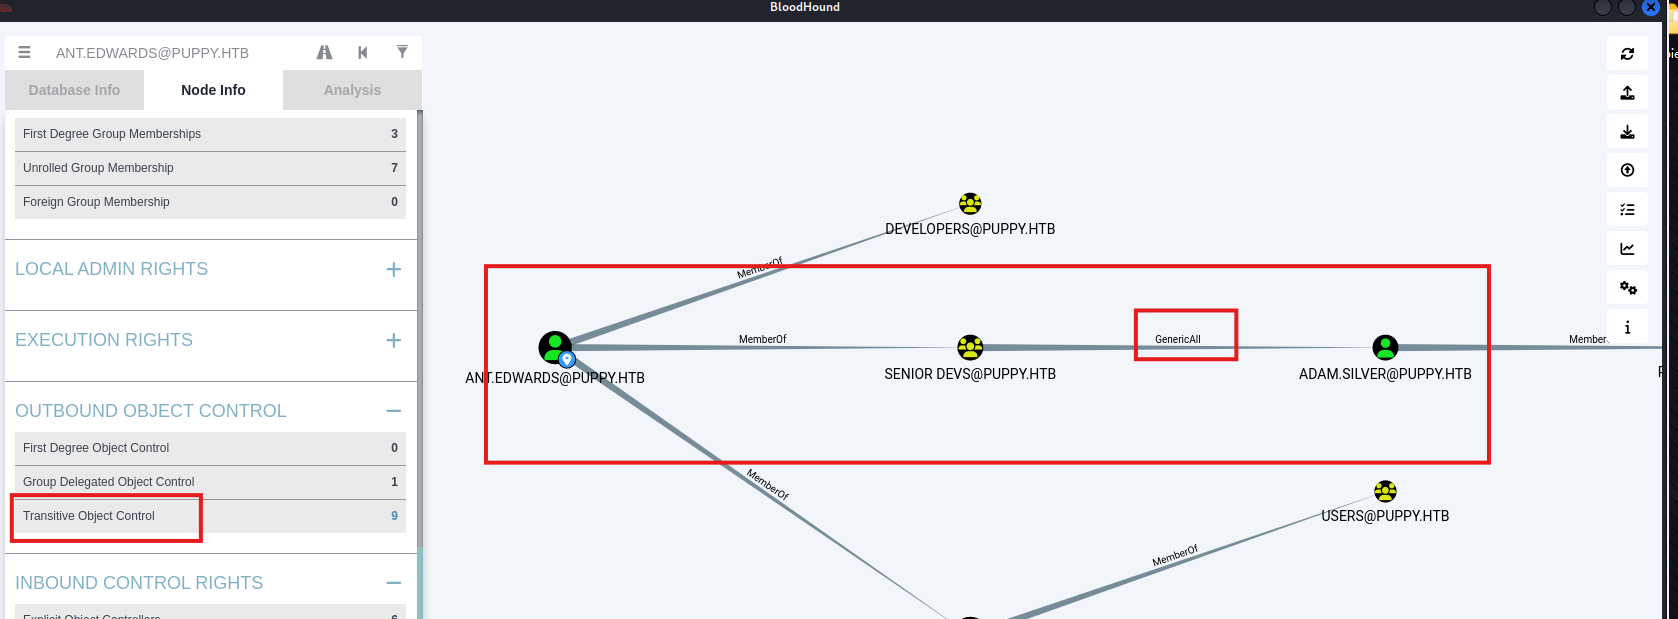 BloodHound
ANT.EDWARDS@PUPPY.HTB
Database Info
Node Info
Analysis
First Degree Group Memberships 3
Unrolled Group Membership 7
Foreign Group Membership 0
LOCAL ADMIN RIGHTS
EXECUTION RIGHTS
OUTBOUND OBJECT CONTROL
First Degree Object Control 0
Group Delegated Object Control 1
Transitive Object Control 9
INBOUND CONTROL RIGHTS
Explicit Object Controllers 6
DEVELOPERS@PUPPY.HTB
MemberOf
MemberOf
GenericAll
Member
ANT.EDWARDS@PUPPY.HTB
SENIOR DEVS@PUPPY.HTB
ADAM.SILVER@PUPPY.HTB
MemberOf
USERS@PUPPY.HTB
MemberOf